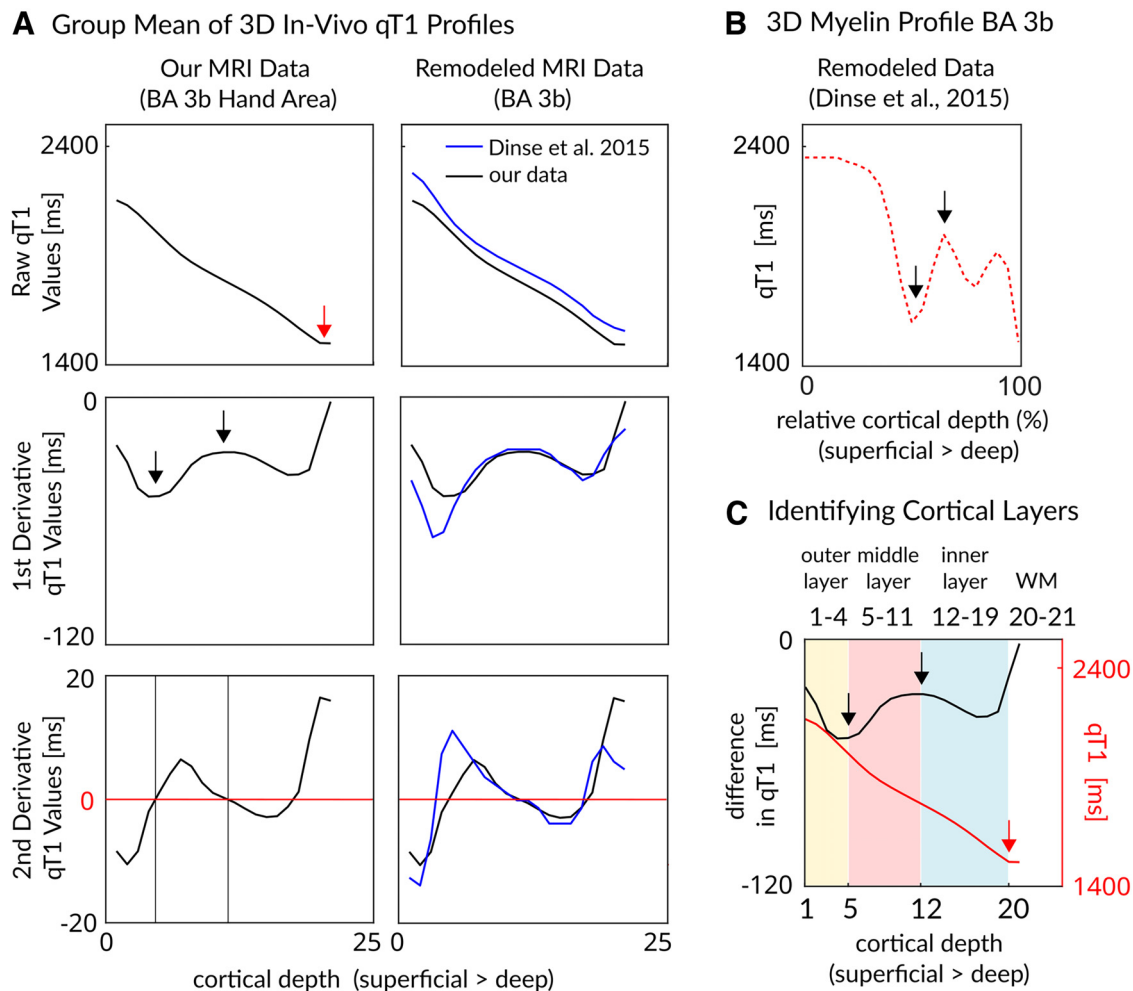 A Group Mean of 3D In-Vivo qT1 Profiles
Our MRI Data
(BA 3b Hand Area)
Remodeled MRI Data
(BA 3b)
2400
Raw qT1
Values [ms]
1400
Dinse et al. 2015
our data
0
1st Derivative
qT1 Values [ms]
-120
20
2nd Derivative
qT1 Values [ms]
0
-20
0
25
0
25
cortical depth (superficial > deep)
B 3D Myelin Profile BA 3b
Remodeled Data
(Dinse et al., 2015)
2400
qT1 [ms]
1400
0
100
relative cortical depth (%)
(superficial > deep)
C Identifying Cortical Layers
outer middle inner
layer layer layer WM
1-4 5-11 12-19 20-21
0
difference
in qT1 [ms]
-120
2400
qT1 [ms]
1400
1 5 12 20
cortical depth
(superficial > deep)